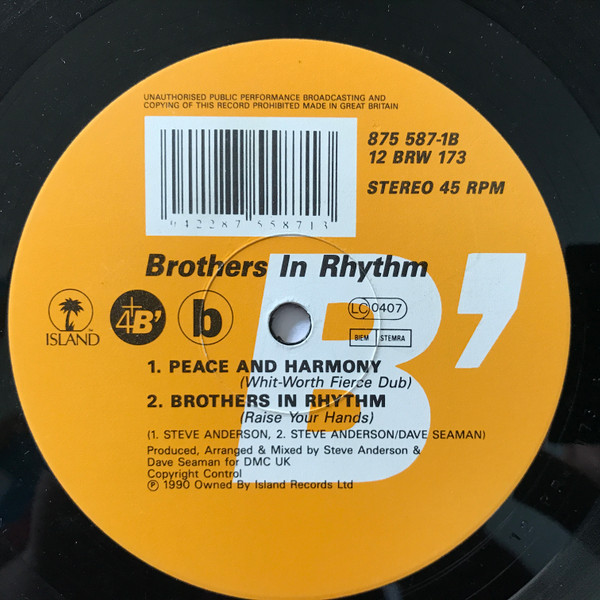 UNAUTHORISED PUBLIC PERFORMANCE BROADCASTING AND
COPYING OF THIS RECORD PROHIBITED MADE IN GREAT BRITAIN
875 587-1B
12 BRW 173
STEREO 45 RPM
042287 558713
Brothers In Rhythm
ISLAND™
4+B'
b
LC 0407
BIEM STEMRA
B'
1. PEACE AND HARMONY
(Whit-Worth Fierce Dub)
2. BROTHERS IN RHYTHM
(Raise Your Hands)
(1. STEVE ANDERSON, 2. STEVE ANDERSON/DAVE SEAMAN)
Produced, Arranged & Mixed by Steve Anderson &
Dave Seaman for DMC UK
Copyright Control
℗ 1990 Owned By Island Records Ltd